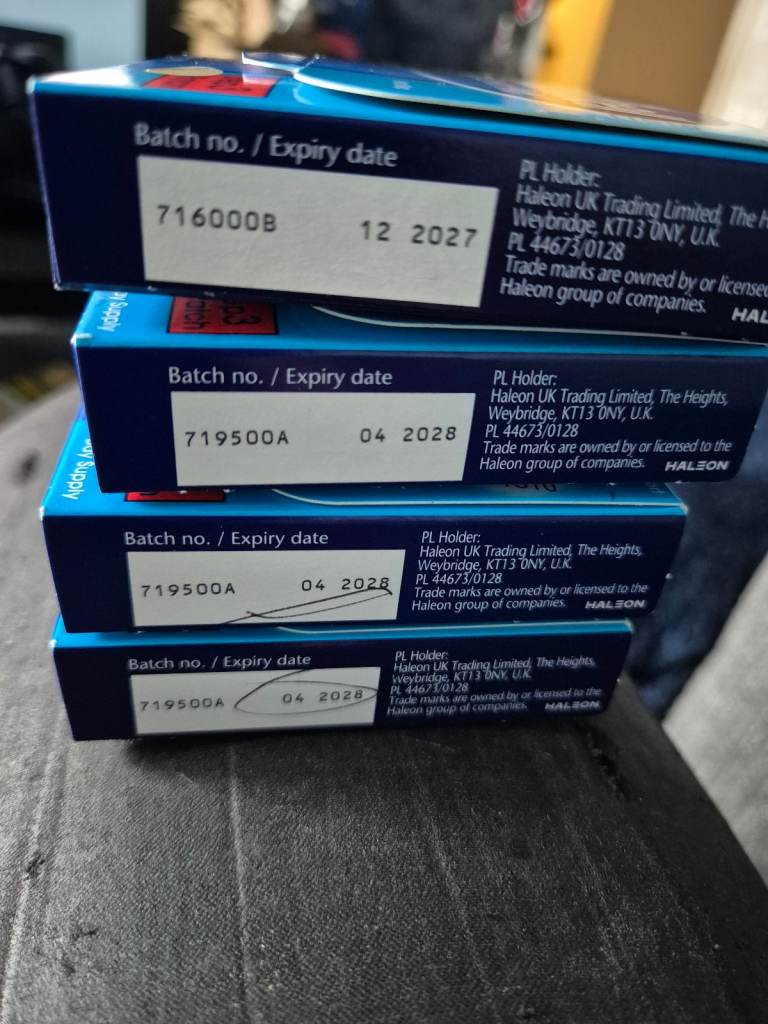 Batch no. / Expiry date
716000B 12 2027
PL Holder:
Haleon UK Trading Limited, The
Weybridge, KT13 0NY, U.K.
PL 44673/0128
Trade marks are owned by or licensed
Haleon group of companies.
HAL
Supply
Batch no. / Expiry date
719500A 04 2028
PL Holder:
Haleon UK Trading Limited, The Heights,
Weybridge, KT13 0NY, U.K.
PL 44673/0128
Trade marks are owned by or licensed to the
Haleon group of companies. HALEON
Supply
Batch no. / Expiry date
719500A 04 2028
PL Holder:
Haleon UK Trading Limited, The Heights,
Weybridge, KT13 0NY, U.K.
PL 44673/0128
Trade marks are owned by or licensed to the
Haleon group of companies. HALEON
Batch no. / Expiry date
719500A 04 2028
PL Holder:
Haleon UK Trading Limited, The Heights,
Weybridge, KT13 0NY, U.K.
PL 44673/0128
Trade marks are owned by or licensed to the
Haleon group of companies. HALEON